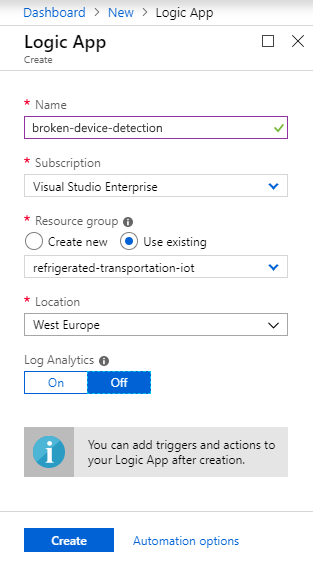 Dashboard > New > Logic App
Logic App
Create
* Name
broken-device-detection
* Subscription
Visual Studio Enterprise
* Resource group
Create new Use existing
refrigerated-transportation-iot
* Location
West Europe
Log Analytics
On Off
You can add triggers and actions to
your Logic App after creation.
Create Automation options